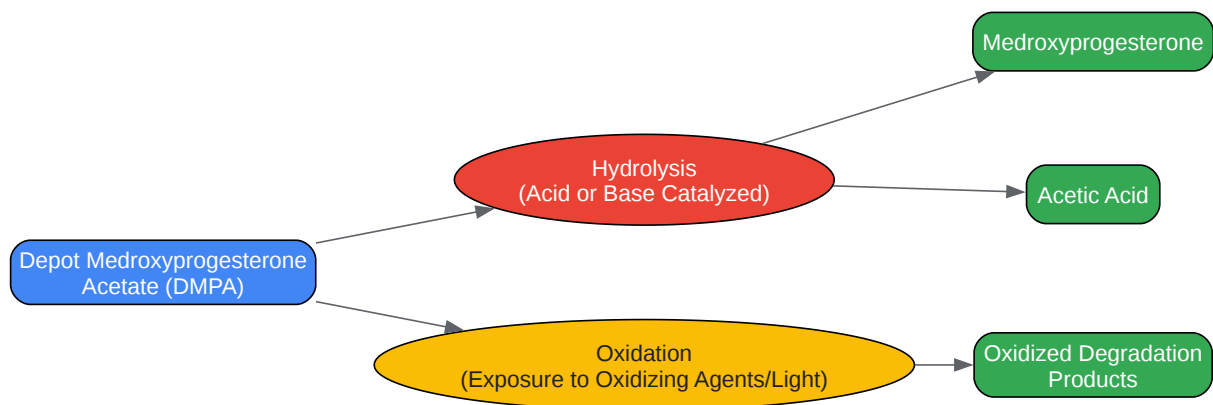 Medroxyprogesterone
Hydrolysis
(Acid or Base Catalyzed)
Acetic Acid
Depot Medroxyprogesterone
Acetate (DMPA)
Oxidation
(Exposure to Oxidizing Agents/Light)
Oxidized Degradation
Products